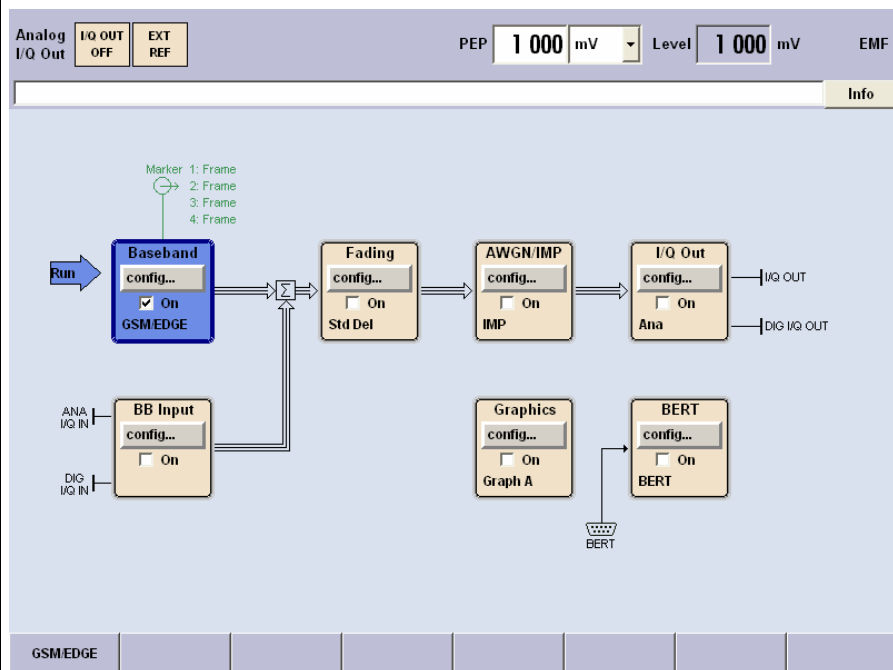 Analog I/Q Out
I/Q OUT OFF
EXT REF
PEP 1 000 mV Level 1 000 mV EMF
Info
Marker 1: Frame
2: Frame
3: Frame
4: Frame
Run
Baseband
config...
On
GSM/EDGE
Σ
Fading
config...
On
Std Del
AWGN/IMP
config...
On
IMP
I/Q Out
config...
On
Ana
I/Q OUT
DIG I/Q OUT
ANA I/Q IN
DIG I/Q IN
BB Input
config...
On
Graphics
config...
On
Graph A
BERT
config...
On
BERT
BERT
GSM/EDGE